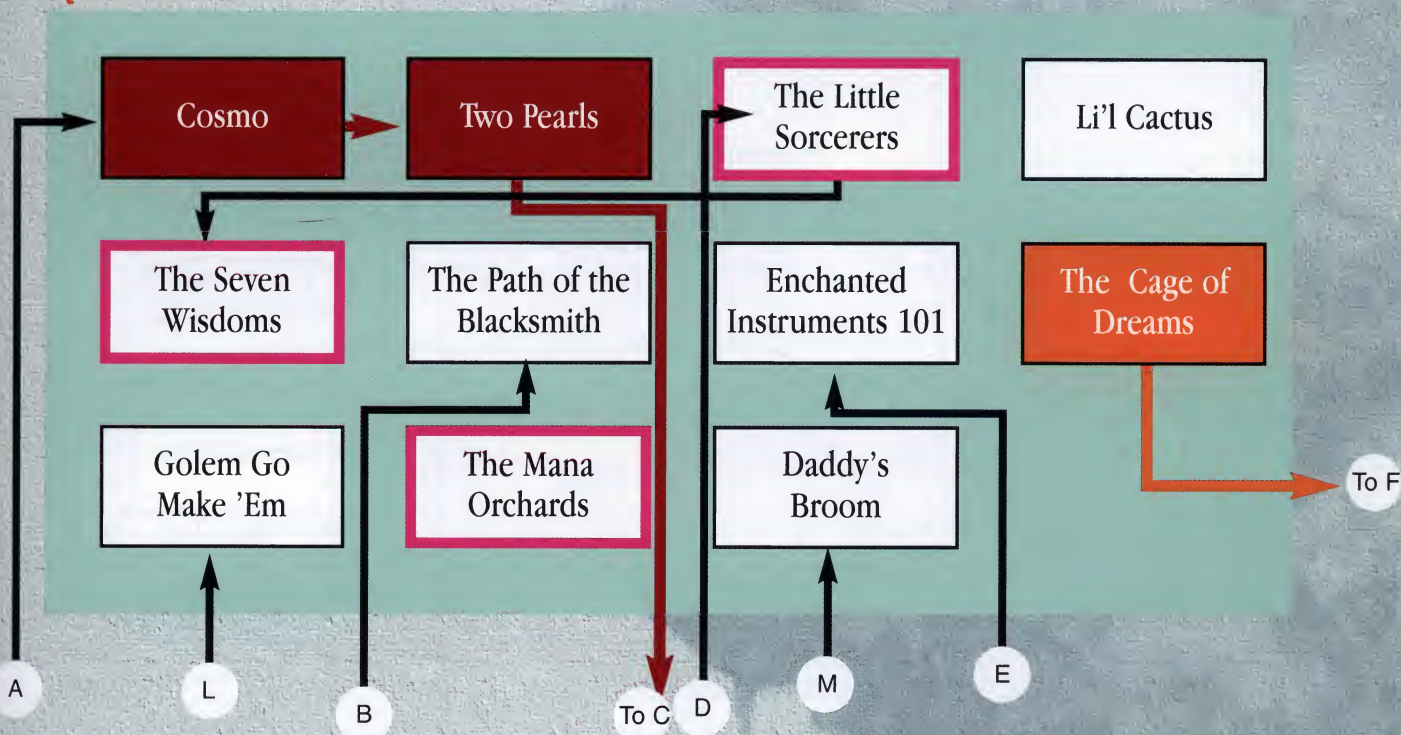 Cosmo
Two Pearls
The Little
Sorcerers
Li'l Cactus
The Seven
Wisdoms
The Path of the
Blacksmith
Enchanted
Instruments 101
The Cage of
Dreams
Golem Go
Make 'Em
The Mana
Orchards
Daddy's
Broom
To F
A
L
B
To C
D
M
E